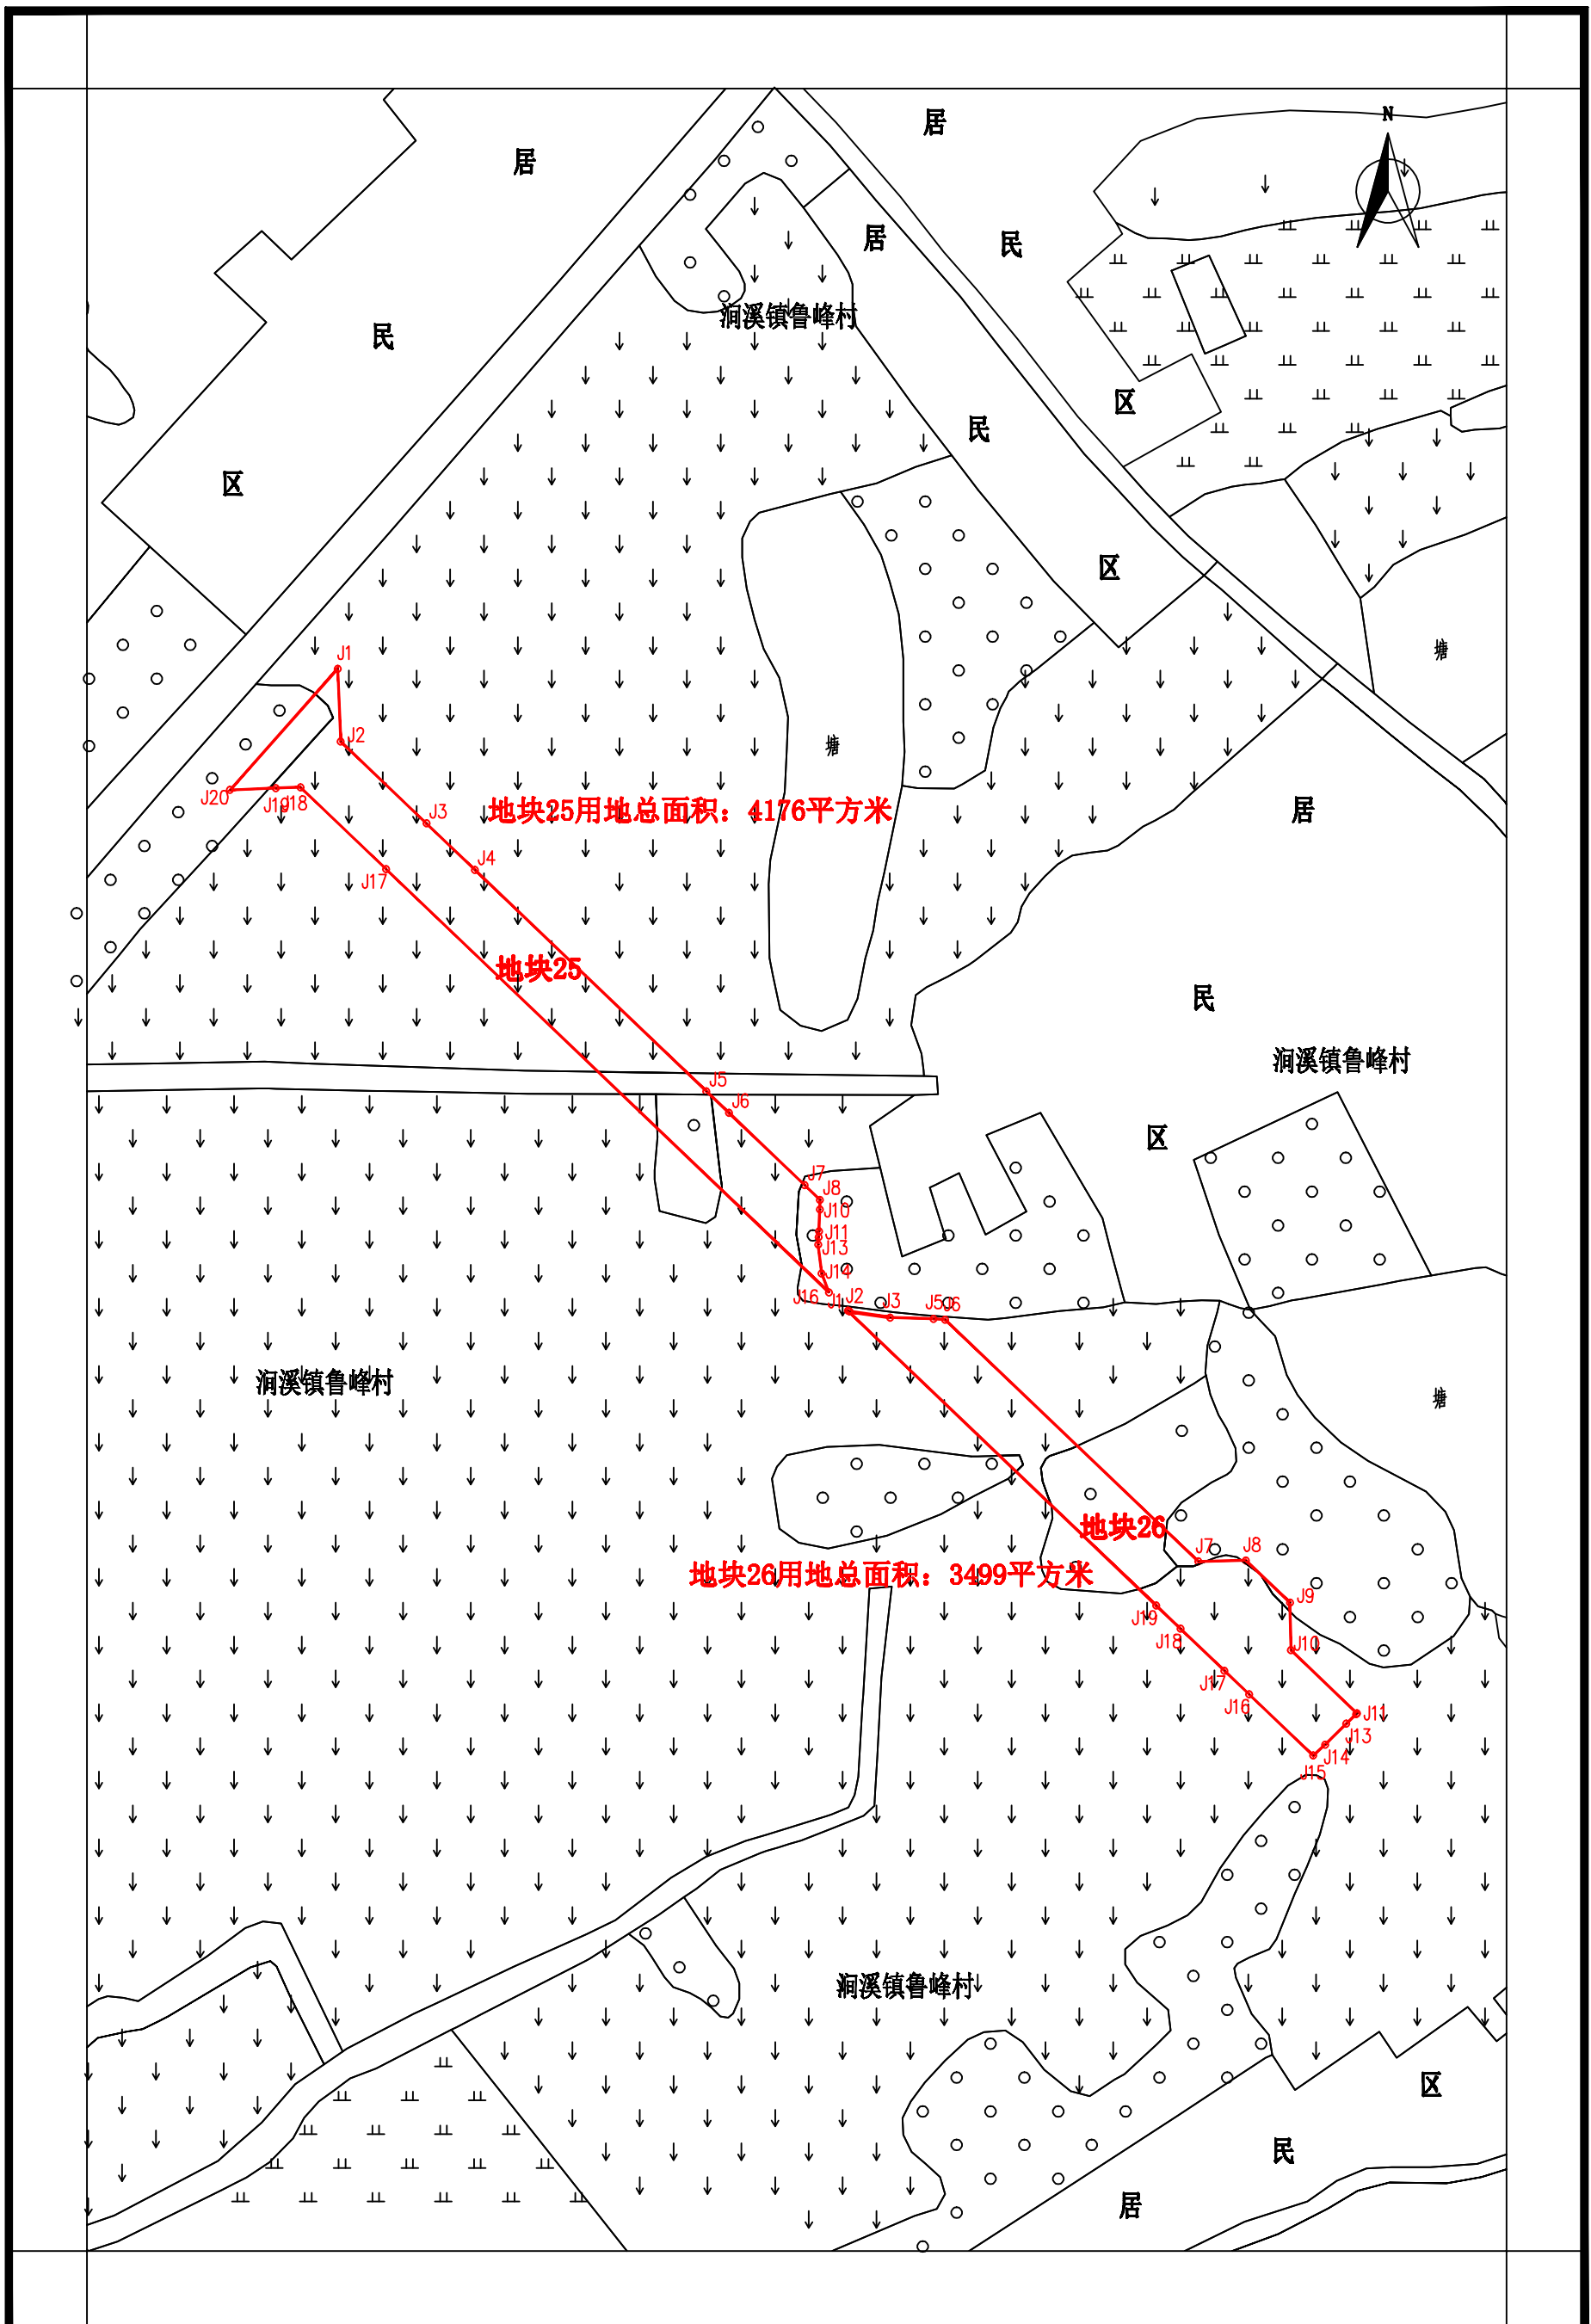 N
居
居
居
民
涧溪镇鲁峰村
民
区
民
区
区
塘
J1
J2
塘
J20
J19
J18
J3
地块25用地总面积：4176平方米
居
J4
J17
地块25
民
涧溪镇鲁峰村
J5
J6
区
J7
J8
J10
J11
J13
J14
J16
J1
J2
J3
J5
J6
涧溪镇鲁峰村
塘
地块26
J7
J8
地块26用地总面积：3499平方米
J9
J19
J18
J10
J17
J16
J11
J13
J14
J15
涧溪镇鲁峰村
区
民
居